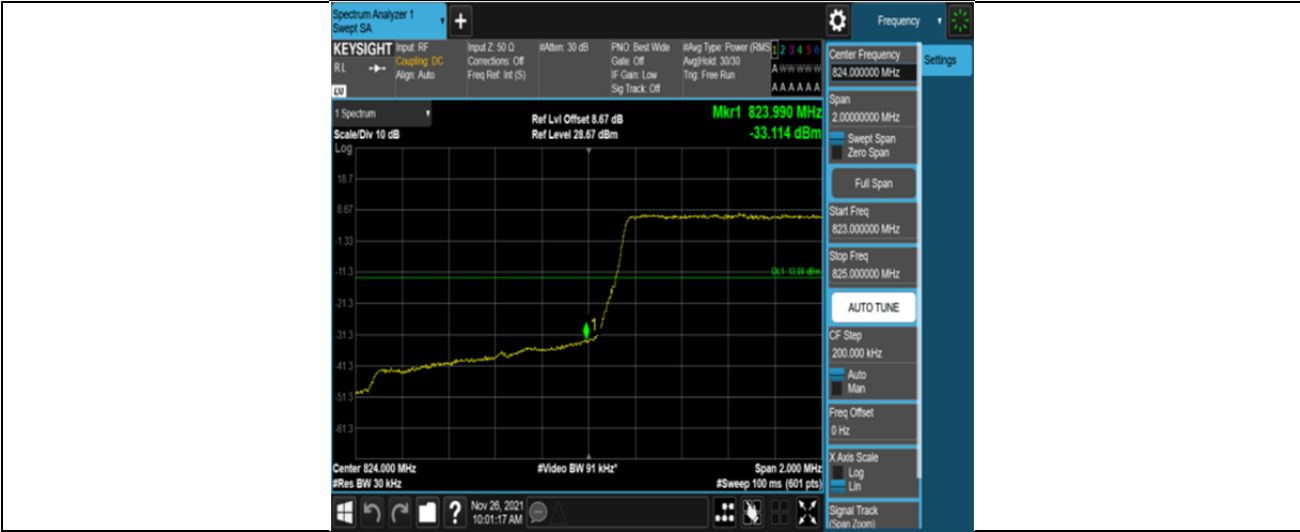 Spectrum Analyzer 1
Swept SA
+
Frequency
KEYSIGHT
RL
Input: RF
Coupling: DC
Align: Auto
Input Z: 50 Ω
Corrections: Off
Freq Ref: Int (S)
#Atten: 30 dB
PNO: Best Wide
Gate: Off
IF Gain: Low
Sig Track: Off
#Avg Type: Power (RMS
Avg|Hold: 30/30
Trig: Free Run
1 2 3 4 5 6
A W W W W W
A A A A A A
1 Spectrum
Scale/Div 10 dB
Log
Ref Lvl Offset 8.67 dB
Ref Level 28.67 dBm
Mkr1 823.990 MHz
-33.114 dBm
18.7
8.67
-1.33
-11.3
DL1 -13.00 dBm
-21.3
-31.3
1
-41.3
-51.3
-61.3
Center 824.000 MHz
#Res BW 30 kHz
#Video BW 91 kHz*
Span 2.000 MHz
#Sweep 100 ms (601 pts)
?
Nov 26, 2021
10:01:17 AM
Center Frequency
824.000000 MHz
Settings
Span
2.00000000 MHz
Swept Span
Zero Span
Full Span
Start Freq
823.000000 MHz
Stop Freq
825.000000 MHz
AUTO TUNE
CF Step
200.000 kHz
Auto
Man
Freq Offset
0 Hz
X Axis Scale
Log
Lin
Signal Track
(Span Zoom)